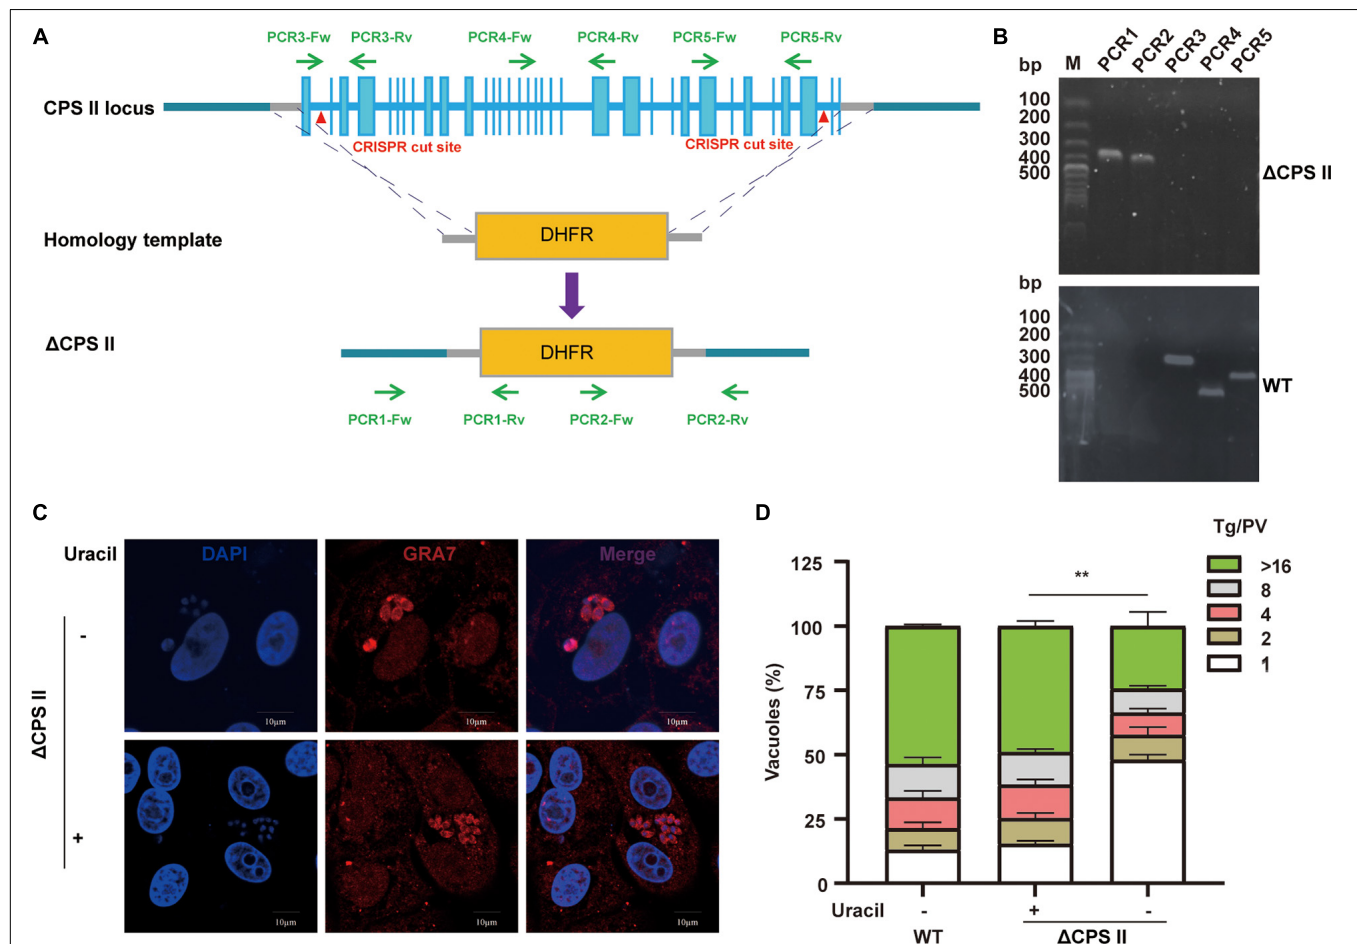 A
PCR3-Fw PCR3-Rv PCR4-Fw PCR4-Rv PCR5-Fw PCR5-Rv
CPS II locus
CRISPR cut site CRISPR cut site
Homology template
DHFR
ΔCPS II
DHFR
PCR1-Fw PCR1-Rv PCR2-Fw PCR2-Rv
B
bp M PCR1 PCR2 PCR3 PCR4 PCR5
100
200
300
400
500
ΔCPS II
bp
100
200
300
400
500
WT
C
Uracil DAPI GRA7 Merge
-
10μm 10μm 10μm
ΔCPS II
+
10μm 10μm 10μm
D
Tg/PV
>16
8
4
2
1
**
Vacuoles (%)
125
100
75
50
25
0
Uracil - + -
WT ΔCPS II